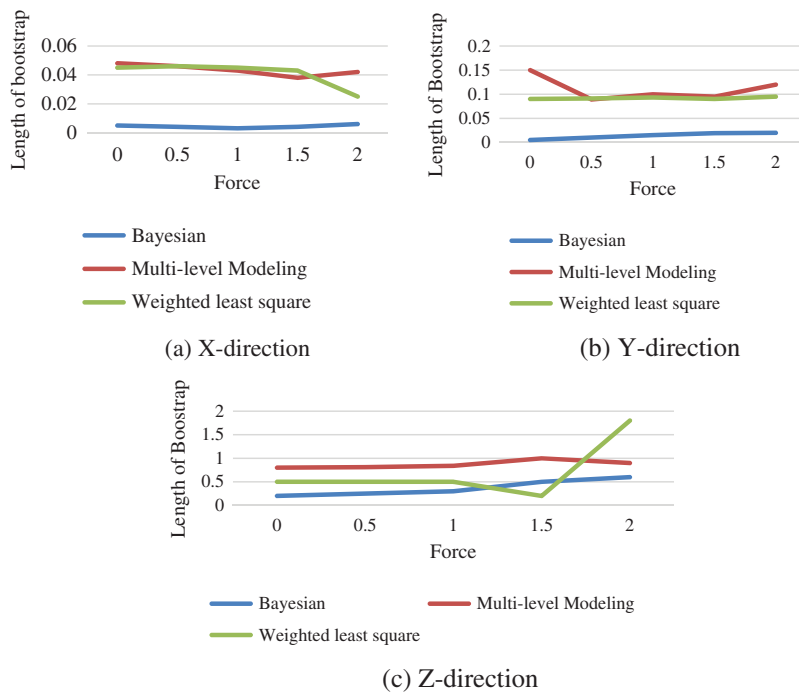 Length of bootstrap
0.06
0.04
0.02
0
0 0.5 1 1.5 2
Force
Bayesian
Multi-level Modeling
Weighted least square
(a) X-direction
Length of Bootstrap
0.2
0.15
0.1
0.05
0
0 0.5 1 1.5 2
Force
Bayesian
Multi-level Modeling
Weighted least square
(b) Y-direction
Length of Boostrap
2
1.5
1
0.5
0
0 0.5 1 1.5 2
Force
Bayesian Multi-level Modeling
Weighted least square
(c) Z-direction